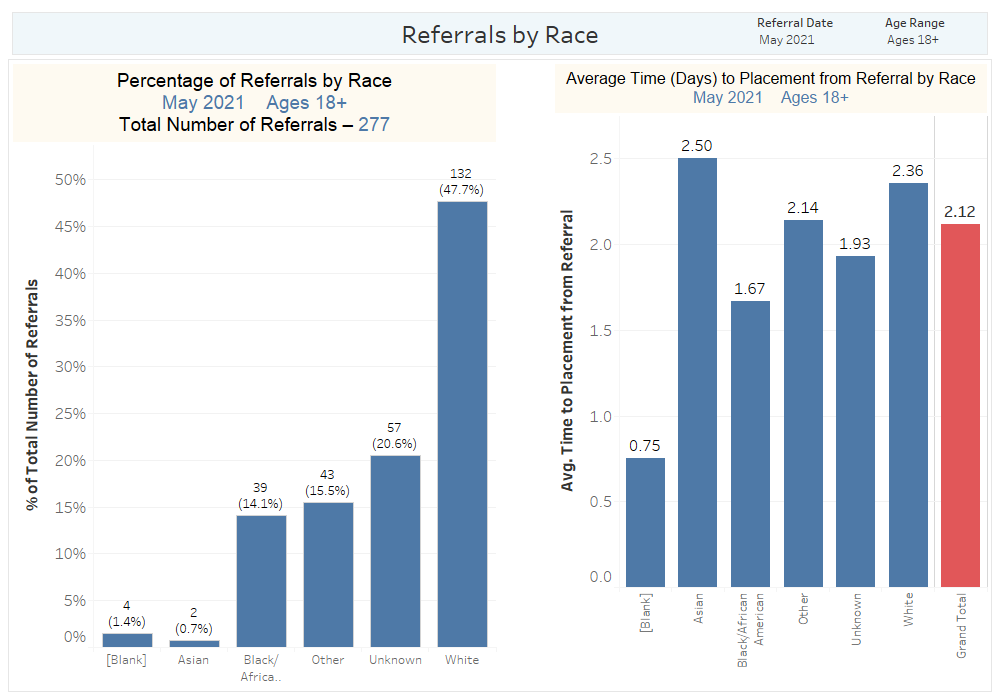 Referrals by Race
Referral Date
May 2021
Age Range
Ages 18+
Percentage of Referrals by Race
May 2021 Ages 18+
Total Number of Referrals – 277
% of Total Number of Referrals
50%
45%
40%
35%
30%
25%
20%
15%
10%
5%
0%
4
(1.4%)
2
(0.7%)
39
(14.1%)
43
(15.5%)
57
(20.6%)
132
(47.7%)
[Blank]
Asian
Black/
Africa..
Other
Unknown
White
Average Time (Days) to Placement from Referral by Race
May 2021 Ages 18+
Avg. Time to Placement from Referral
2.5
2.0
1.5
1.0
0.5
0.0
0.75
2.50
1.67
2.14
1.93
2.36
2.12
[Blank]
Asian
Black/African
American
Other
Unknown
White
Grand Total